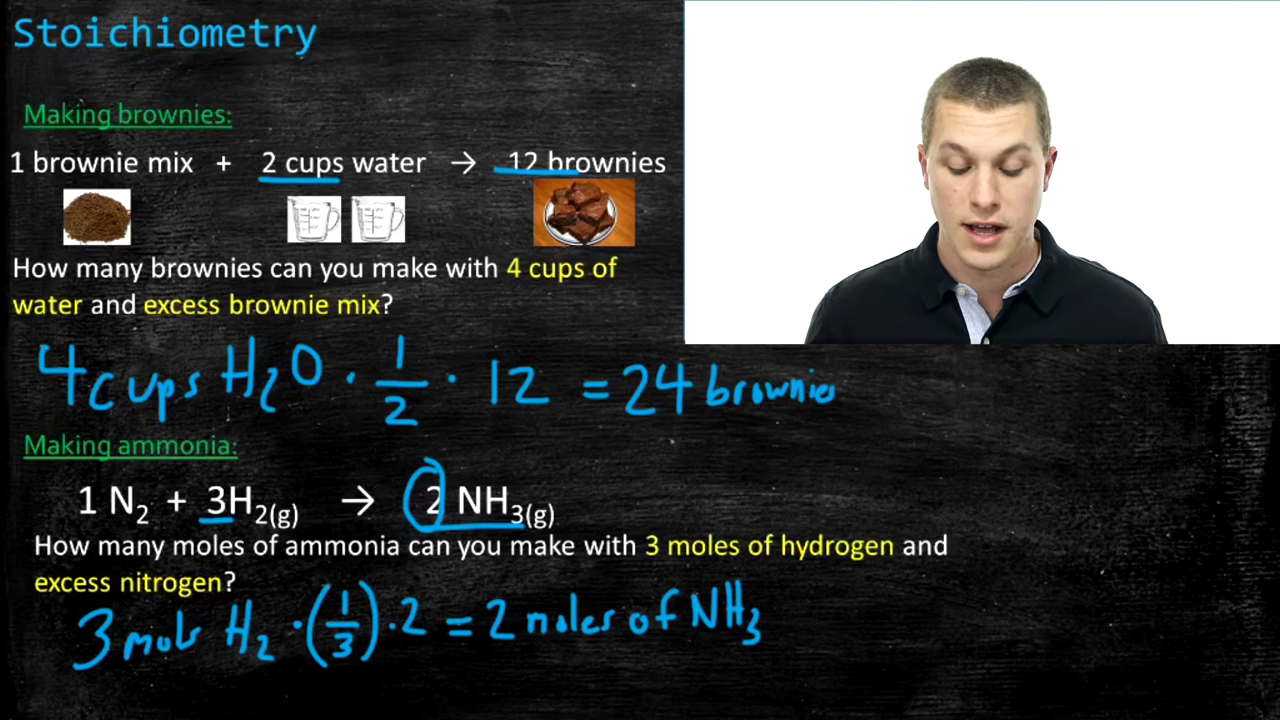 Stoichiometry
Making brownies:
1 brownie mix + 2 cups water → 12 brownies
How many brownies can you make with 4 cups of
water and excess brownie mix?
4 cups H₂O · 1/2 · 12 = 24 brownies
Making ammonia:
1 N₂ + 3H₂(g) → 2 NH₃(g)
How many moles of ammonia can you make with 3 moles of hydrogen and
excess nitrogen?
3 mols H₂ · (1/3) · 2 = 2 moles of NH₃